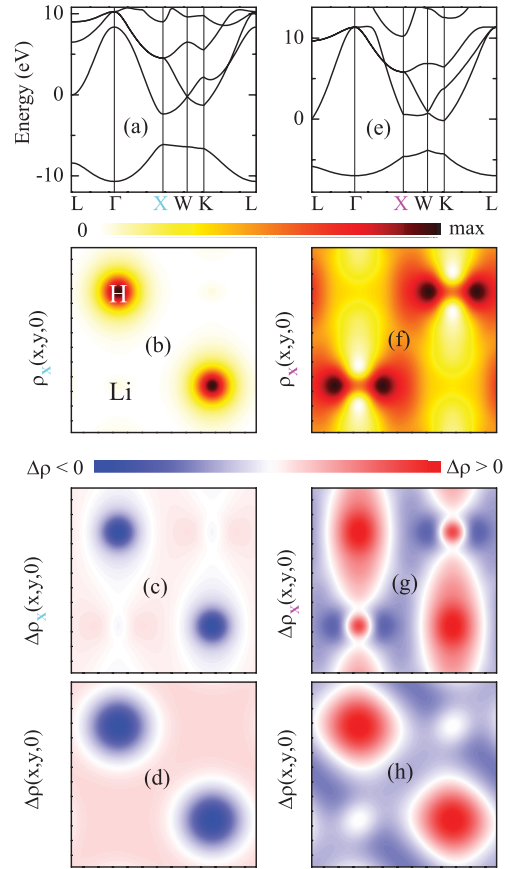 10
0
-10
Energy (eV)
(a)
L Γ X W K L
10
0
-10
(e)
L Γ X W K L
0
max
ρX(x,y,0)
H
(b)
Li
ρX(x,y,0)
(f)
Δρ < 0
Δρ > 0
ΔρX(x,y,0)
(c)
ΔρX(x,y,0)
(g)
Δρ(x,y,0)
(d)
Δρ(x,y,0)
(h)